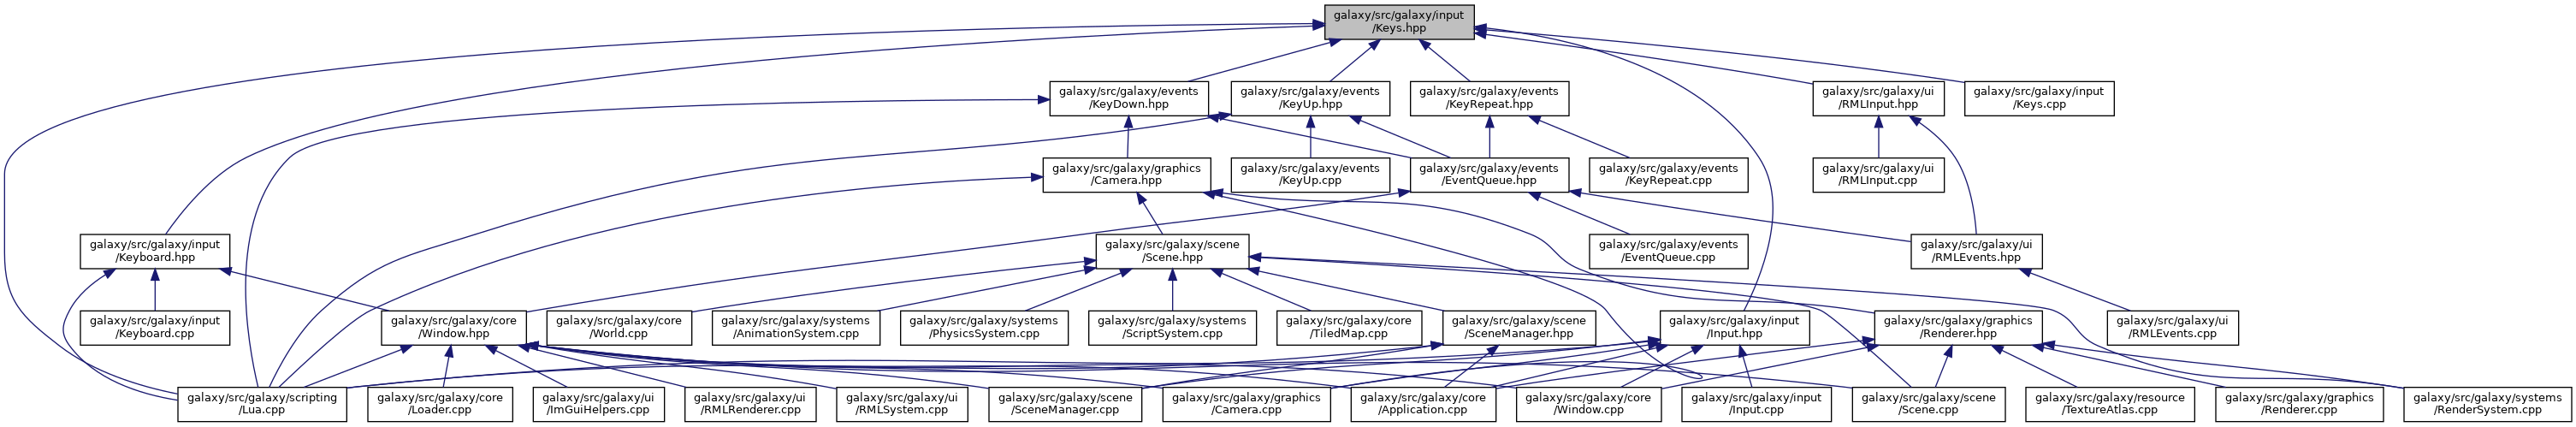 galaxy/src/galaxy/input
/Keys.hpp
galaxy/src/galaxy/events
/KeyDown.hpp
galaxy/src/galaxy/events
/KeyUp.hpp
galaxy/src/galaxy/events
/KeyRepeat.hpp
galaxy/src/galaxy/ui
/RMLInput.hpp
galaxy/src/galaxy/input
/Keys.cpp
galaxy/src/galaxy/graphics
/Camera.hpp
galaxy/src/galaxy/events
/KeyUp.cpp
galaxy/src/galaxy/events
/EventQueue.hpp
galaxy/src/galaxy/events
/KeyRepeat.cpp
galaxy/src/galaxy/ui
/RMLInput.cpp
galaxy/src/galaxy/input
/Keyboard.hpp
galaxy/src/galaxy/scene
/Scene.hpp
galaxy/src/galaxy/events
/EventQueue.cpp
galaxy/src/galaxy/ui
/RMLEvents.hpp
galaxy/src/galaxy/input
/Keyboard.cpp
galaxy/src/galaxy/core
/Window.hpp
galaxy/src/galaxy/core
/World.cpp
galaxy/src/galaxy/systems
/AnimationSystem.cpp
galaxy/src/galaxy/systems
/PhysicsSystem.cpp
galaxy/src/galaxy/systems
/ScriptSystem.cpp
galaxy/src/galaxy/core
/TiledMap.cpp
galaxy/src/galaxy/scene
/SceneManager.hpp
galaxy/src/galaxy/input
/Input.hpp
galaxy/src/galaxy/graphics
/Renderer.hpp
galaxy/src/galaxy/ui
/RMLEvents.cpp
galaxy/src/galaxy/scripting
/Lua.cpp
galaxy/src/galaxy/core
/Loader.cpp
galaxy/src/galaxy/ui
/ImGuiHelpers.cpp
galaxy/src/galaxy/ui
/RMLRenderer.cpp
galaxy/src/galaxy/ui
/RMLSystem.cpp
galaxy/src/galaxy/scene
/SceneManager.cpp
galaxy/src/galaxy/graphics
/Camera.cpp
galaxy/src/galaxy/core
/Application.cpp
galaxy/src/galaxy/core
/Window.cpp
galaxy/src/galaxy/input
/Input.cpp
galaxy/src/galaxy/scene
/Scene.cpp
galaxy/src/galaxy/resource
/TextureAtlas.cpp
galaxy/src/galaxy/graphics
/Renderer.cpp
galaxy/src/galaxy/systems
/RenderSystem.cpp